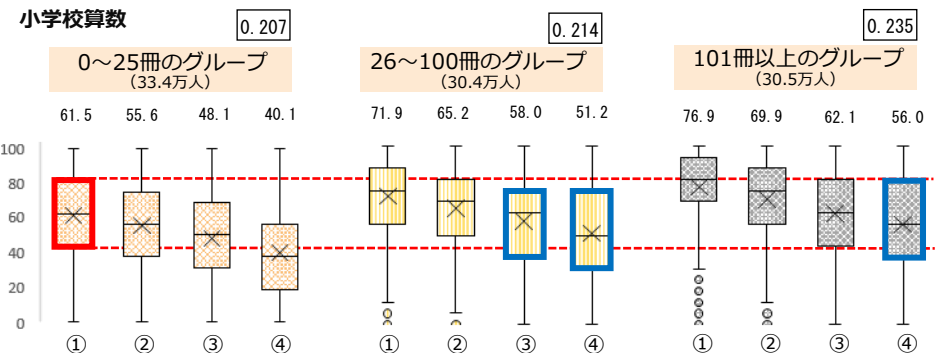 小学校算数
0.207
0.214
0.235
0～25冊のグループ
(33.4万人)
26～100冊のグループ
(30.4万人)
101冊以上のグループ
(30.5万人)
61.5 55.6 48.1 40.1
71.9 65.2 58.0 51.2
76.9 69.9 62.1 56.0
100
80
60
40
20
0
① ② ③ ④
① ② ③ ④
① ② ③ ④